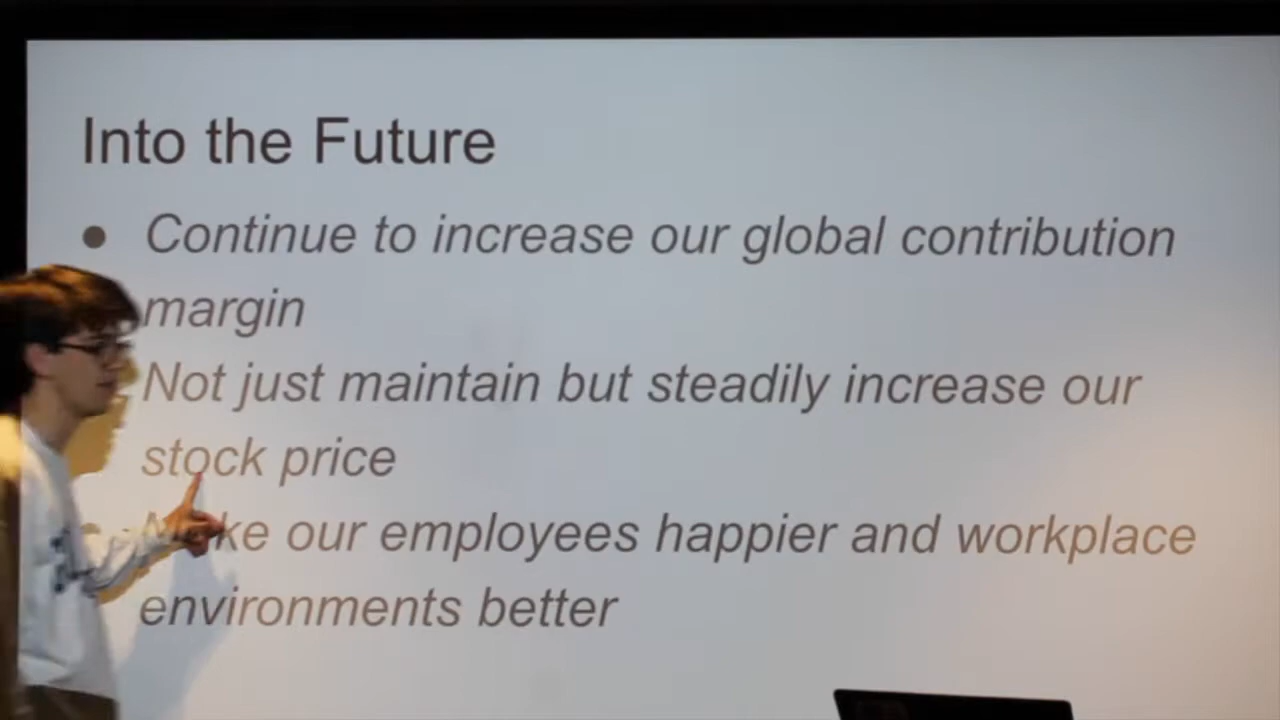 Into the Future
● Continue to increase our global contribution
margin
Not just maintain but steadily increase our
stock price
our employees happier and workplace
environments better